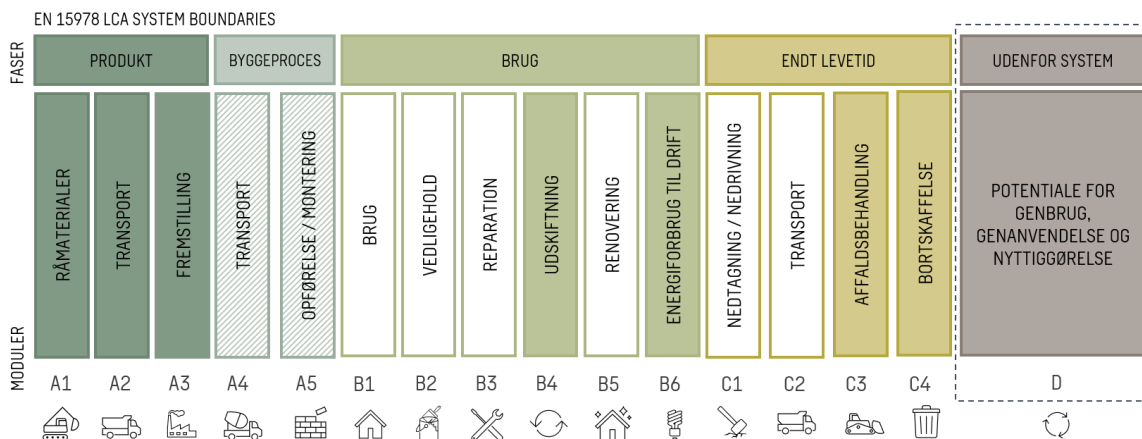 EN 15978 LCA SYSTEM BOUNDARIES
FASER
PRODUKT
BYGGEPROCES
BRUG
ENDT LEVETID
UDENFOR SYSTEM
MODULER
RÅMATERIALER
TRANSPORT
FREMSTILLING
TRANSPORT
OPFØRELSE / MONTERING
BRUG
VEDLIGEHOLD
REPARATION
UDSKIFTNING
RENOVERING
ENERGIFORBRUG TIL DRIFT
NEDTAGNING / NEDRIVNING
TRANSPORT
AFFALDSBEHANDLING
BORTSKAFFELSE
POTENTIALE FOR
GENBRUG,
GENANVENDELSE OG
NYTTIGGØRELSE
A1
A2
A3
A4
A5
B1
B2
B3
B4
B5
B6
C1
C2
C3
C4
D